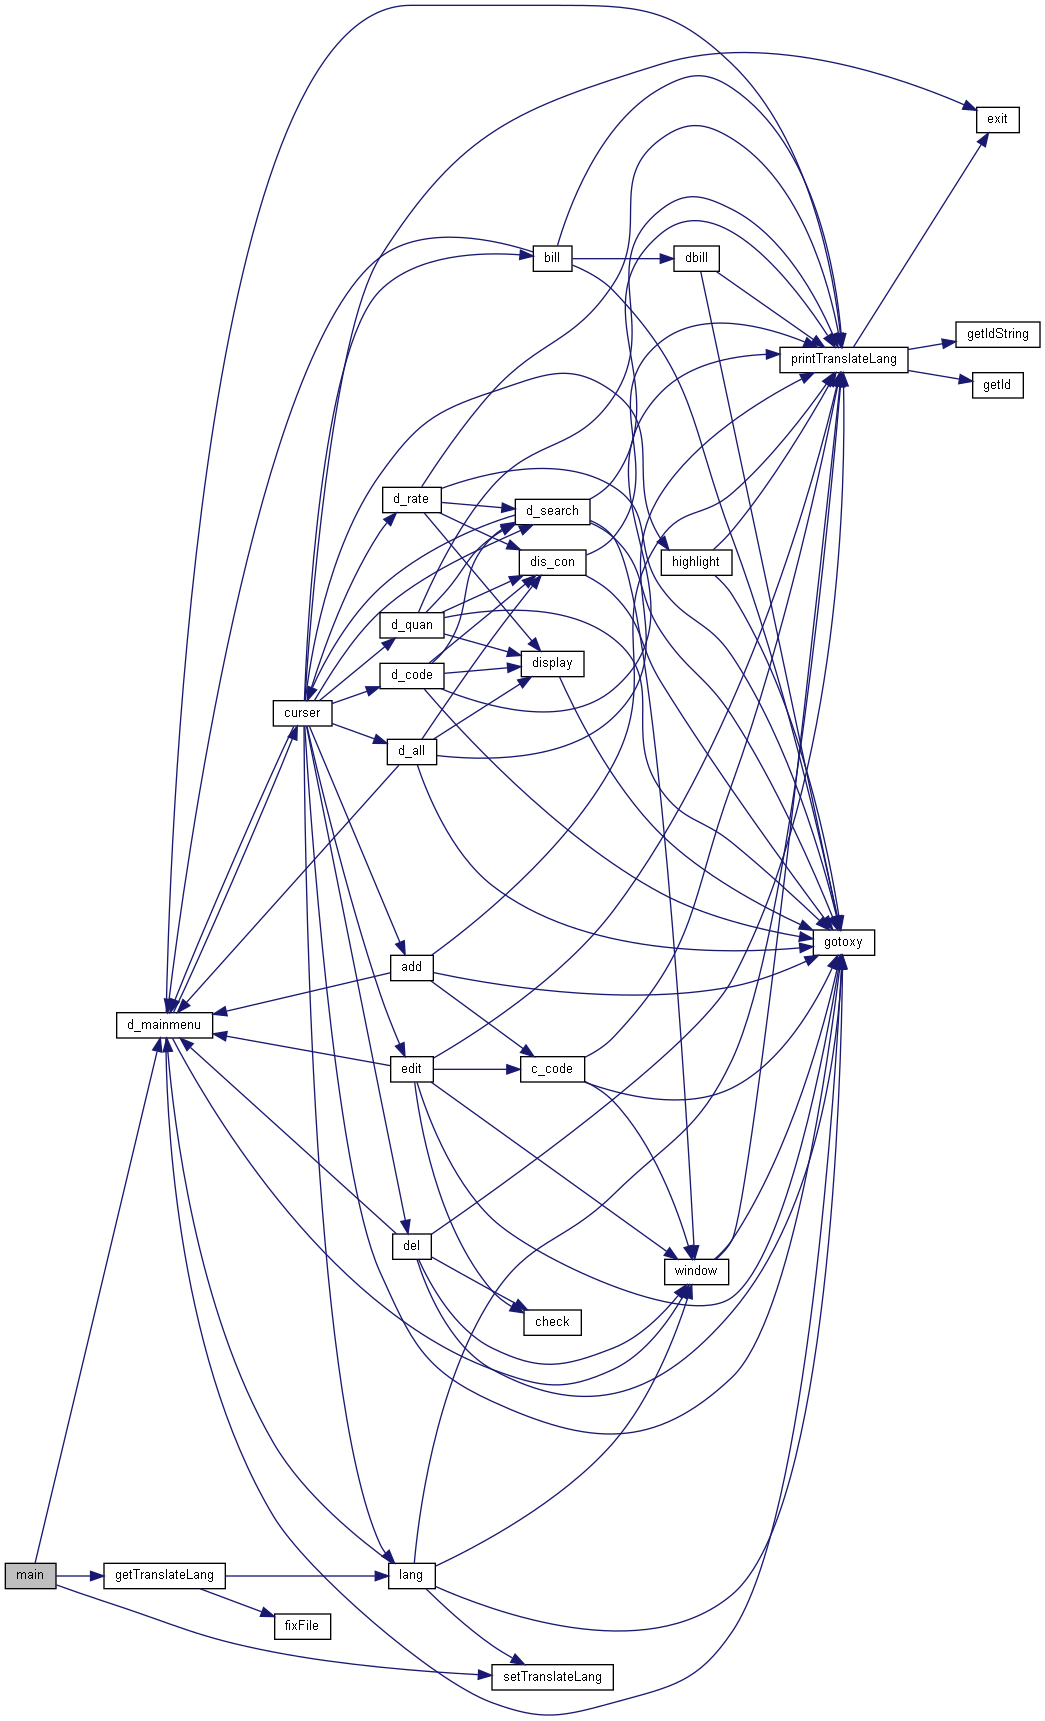 exit
bill
dbill
getIdString
printTranslateLang
getId
d_rate
d_search
dis_con
highlight
d_quan
display
d_code
curser
d_all
gotoxy
add
d_mainmenu
edit
c_code
del
window
check
main
getTranslateLang
lang
fixFile
setTranslateLang